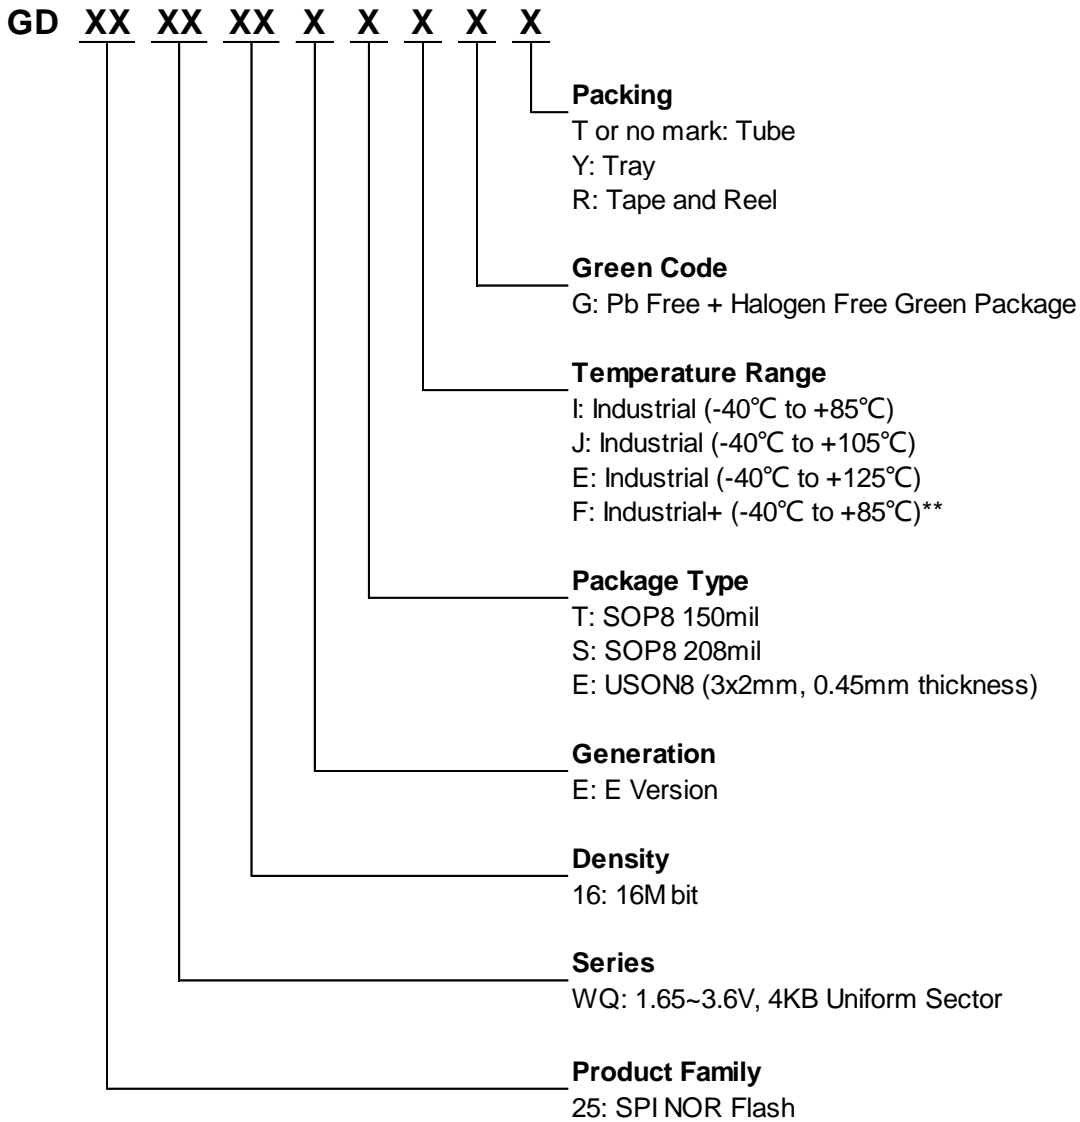 GD XX XX XX X X X X X
Packing
T or no mark: Tube
Y: Tray
R: Tape and Reel
Green Code
G: Pb Free + Halogen Free Green Package
Temperature Range
I: Industrial (-40℃ to +85℃)
J: Industrial (-40℃ to +105℃)
E: Industrial (-40℃ to +125℃)
F: Industrial+ (-40℃ to +85℃)**
Package Type
T: SOP8 150mil
S: SOP8 208mil
E: USON8 (3x2mm, 0.45mm thickness)
Generation
E: E Version
Density
16: 16M bit
Series
WQ: 1.65~3.6V, 4KB Uniform Sector
Product Family
25: SPI NOR Flash